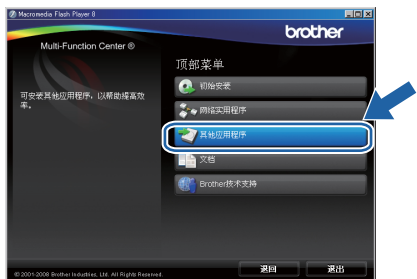 Macromedia Flash Player 8
brother
Multi-Function Center ®
顶部菜单
可安装其他应用程序，以帮助提高效
率。
初始安装
网络实用程序
其他应用程序
文档
Brother技术支持
© 2001-2008 Brother Industries, Ltd. All Rights Reserved.
退回
退出